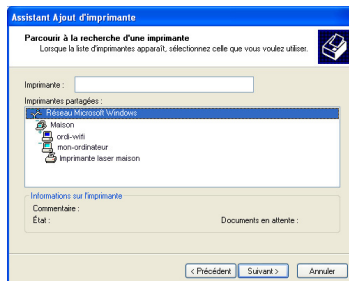 Assistant Ajout d'imprimante
Parcourir à la recherche d'une imprimante
Lorsque la liste d'imprimantes apparaît, sélectionnez celle que vous voulez utiliser.
Imprimante :
Imprimantes partagées :
Réseau Microsoft Windows
Maison
ordi-wifi
mon-ordinateur
Imprimante laser maison
Informations sur l'imprimante
Commentaire :
État : Documents en attente :
< Précédent Suivant > Annuler